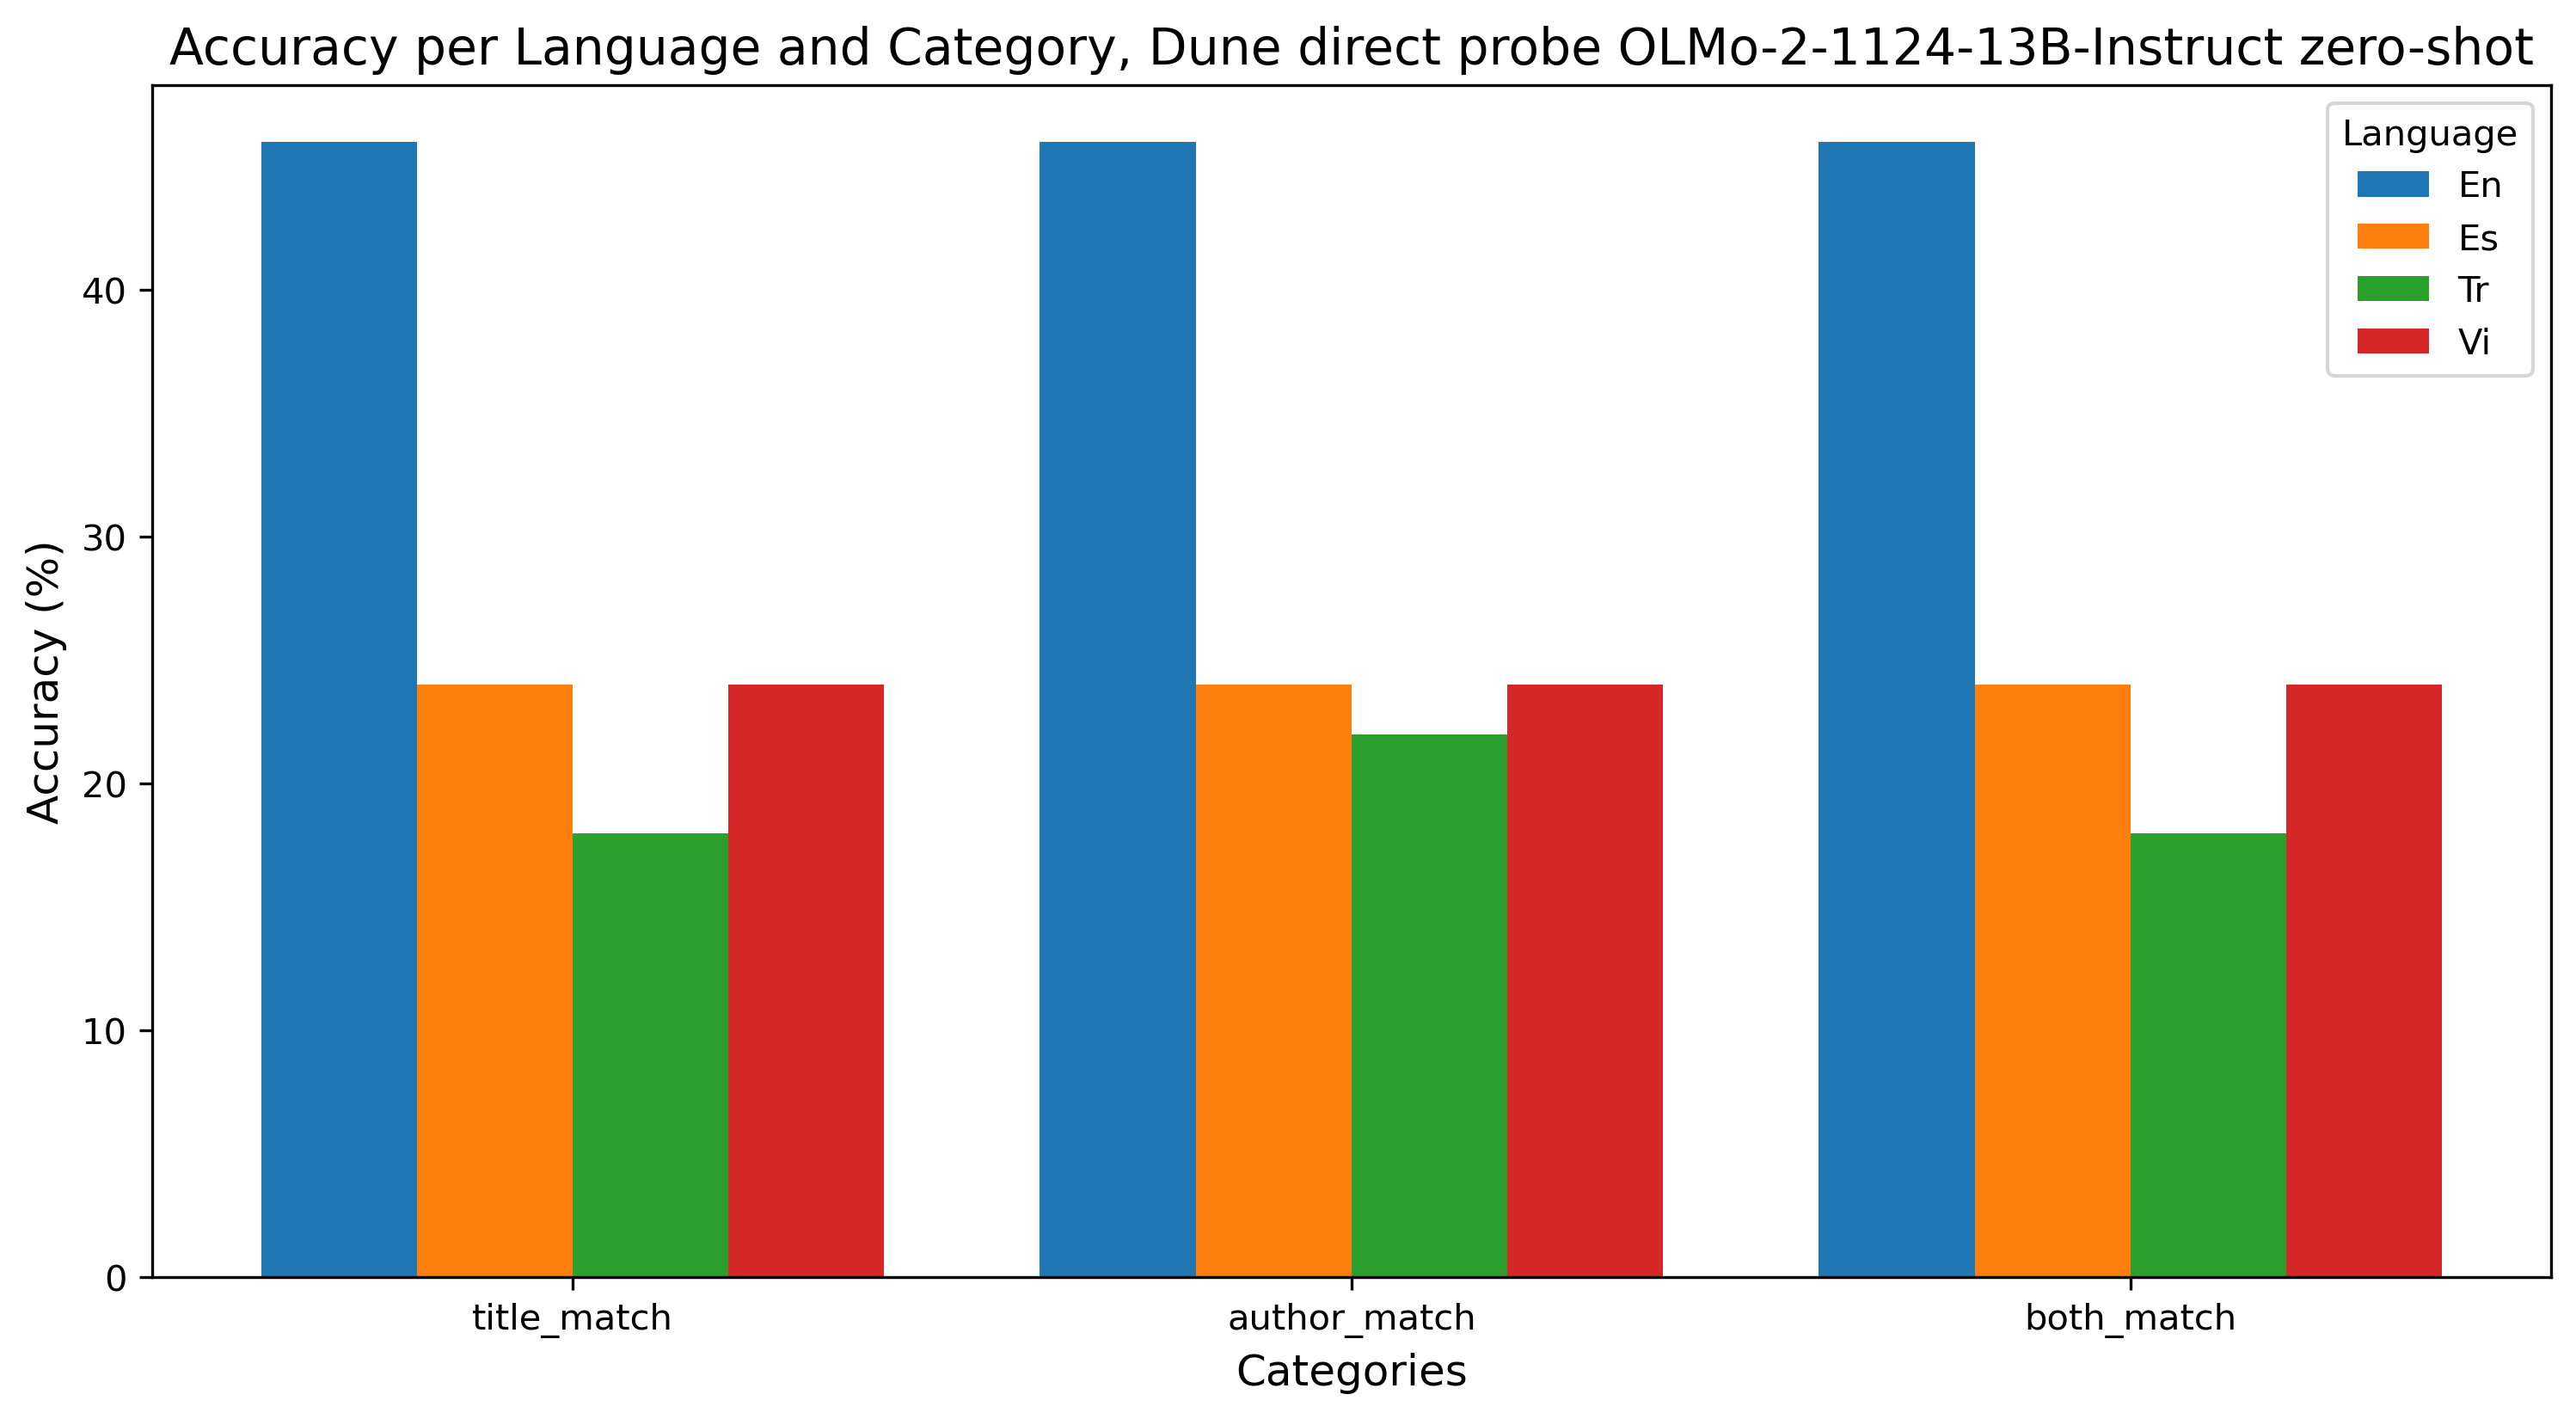 Accuracy per Language and Category, Dune direct probe OLMo-2-1124-13B-Instruct zero-shot
Language
En
Es
Tr
Vi
Accuracy (%)
40
30
20
10
0
title_match
author_match
both_match
Categories